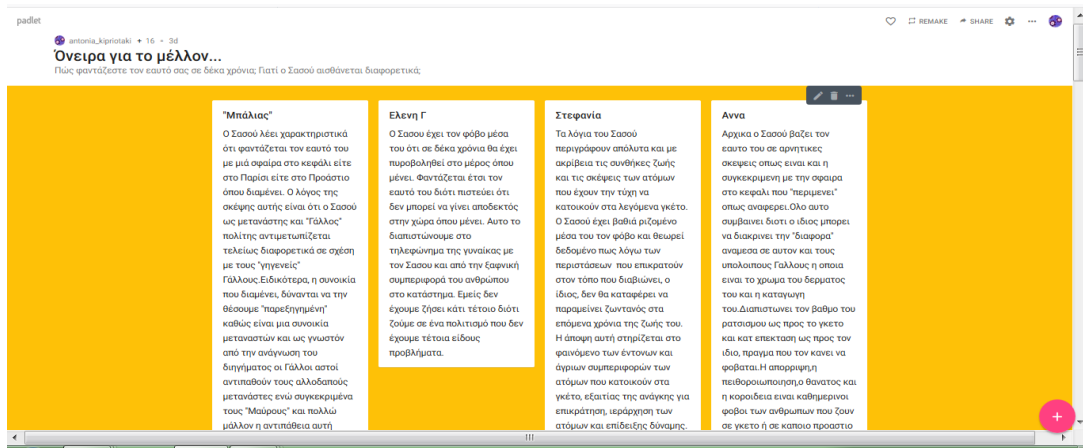 padlet
REMAKE SHARE
antonia_kipriotaki + 16 • 3d
Όνειρα για το μέλλον...
Πώς φαντάζεστε τον εαυτό σας σε δέκα χρόνια; Γιατί ο Σασού αισθάνεται διαφορετικά;
"Μπάλιας"
Ο Σασού λέει χαρακτηριστικά
ότι φαντάζεται τον εαυτό του
με μιά σφαίρα στο κεφάλι είτε
στο Παρίσι είτε στο Προάστιο
όπου διαμένει. Ο λόγος της
σκέψης αυτής είναι ότι ο Σασού
ως μετανάστης και "Γάλλος"
πολίτης αντιμετωπίζεται
τελείως διαφορετικά σε σχέση
με τους "γηγενείς"
Γάλλους.Ειδικότερα, η συνοικία
που διαμένει, δύνανται να την
θέσουμε "παρεξηγημένη"
καθώς είναι μια συνοικία
μεταναστών και ως γνωστόν
από την ανάγνωση του
διηγήματος οι Γάλλοι αστοί
αντιπαθούν τους αλλοδαπούς
μετανάστες ενώ συγκεκριμένα
τους "Μαύρους" και πολλώ
μάλλον η αντιπάθεια αυτή
Ελενη Γ
Ο Σασου έχει τον φόβο μέσα
του ότι σε δέκα χρόνια θα έχει
πυροβοληθεί στο μέρος όπου
μένει. Φαντάζεται έτσι τον
εαυτό του διότι πιστεύει ότι
δεν μπορεί να γίνει αποδεκτός
στην χώρα όπου μένει. Αυτο το
διαπιστώνουμε στο
τηλεφώνημα της γυναίκας με
τον Σασου και από την ξαφνική
συμπεριφορά του ανθρώπου
στο κατάστημα. Εμείς δεν
έχουμε ζήσει κάτι τέτοιο διότι
ζούμε σε ένα πολιτισμό που δεν
έχουμε τέτοια είδους
προβλήματα.
Στεφανία
Τα λόγια του Σασού
περιγράφουν απόλυτα και με
ακρίβεια τις συνθήκες ζωής
και τις σκέψεις των ατόμων
που έχουν την τύχη να
κατοικούν στα λεγόμενα γκέτο.
Ο Σασού έχει βαθιά ριζομένο
μέσα του τον φόβο και θεωρεί
δεδομένο πως λόγω των
περιστάσεων που επικρατούν
στον τόπο που διαβιώνει, ο
ίδιος, δεν θα καταφέρει να
παραμείνει ζωντανός στα
επόμενα χρόνια της ζωής του.
Η άποψη αυτή στηρίζεται στο
φαινόμενο των έντονων και
άγριων συμπεριφορών των
ατόμων που κατοικούν στα
γκέτο, εξαιτίας της ανάγκης για
επικράτηση, ιεράρχηση των
ατόμων και επίδειξης δύναμης.
Αννα
Αρχικα ο Σασού βαζει τον
εαυτο του σε αρνητικες
σκεψεις οπως ειναι και η
συγκεκριμενη με την σφαιρα
στο κεφαλι που "περιμενει"
οπως αναφερει.Ολο αυτο
συμβαινει διοτι ο ιδιος μπορει
να διακρινει την "διαφορα"
αναμεσα σε αυτον και τους
υπολοιπους Γαλλους η οποια
ειναι το χρωμα του δερματος
του και η καταγωγη
του.Διαπιστωνει τον βαθμο του
ρατσισμου ως προς το γκετο
και κατ επεκταση ως προς τον
ιδιο, πραγμα που τον κανει να
φοβαται.Η απορριψη,η
πειθοροιωποιηση,ο θανατος και
η κοροιδεια ειναι καθημερινοι
φοβοι των ανθρωπων που ζουν
σε γκετο ή σε καποιο προαστιο